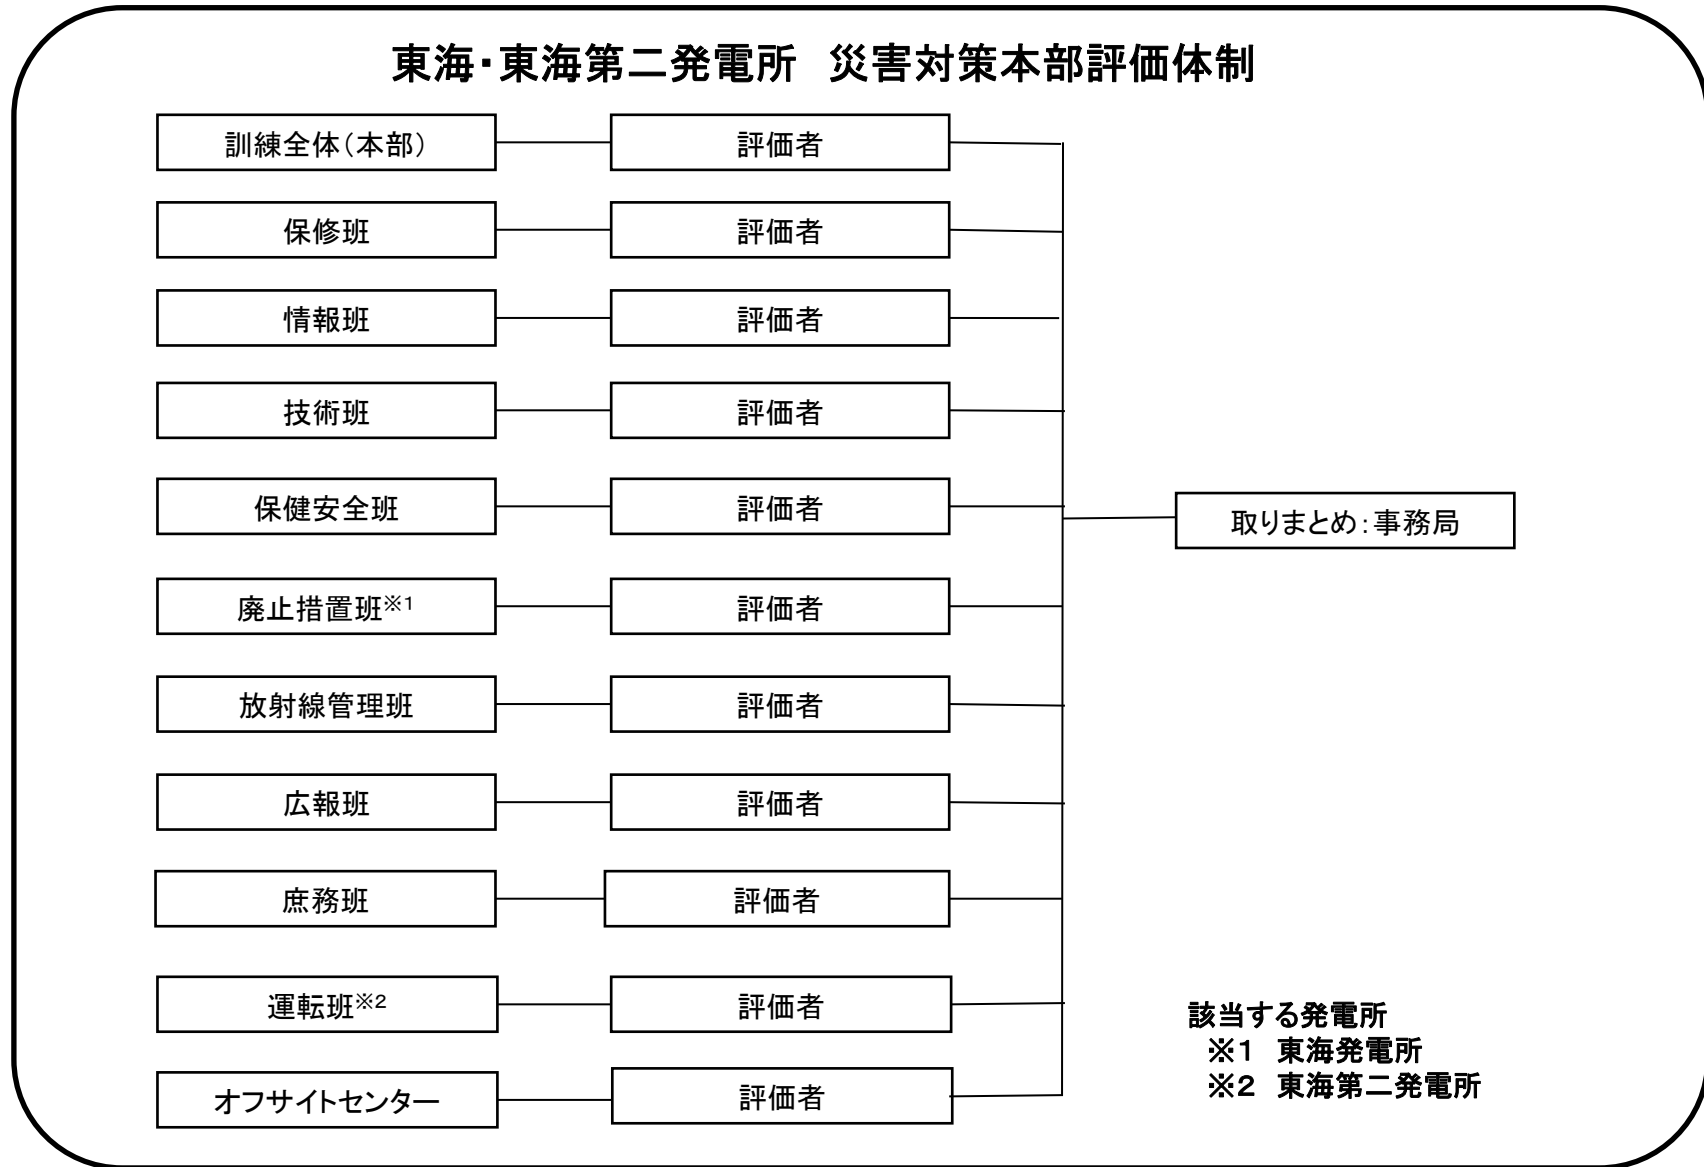 東海・東海第二発電所　災害対策本部評価体制
訓練全体（本部）
評価者
保修班
評価者
情報班
評価者
技術班
評価者
保健安全班
評価者
取りまとめ：事務局
廃止措置班※1
評価者
放射線管理班
評価者
広報班
評価者
庶務班
評価者
運転班※2
評価者
オフサイトセンター
評価者
該当する発電所
※1　東海発電所
※2　東海第二発電所